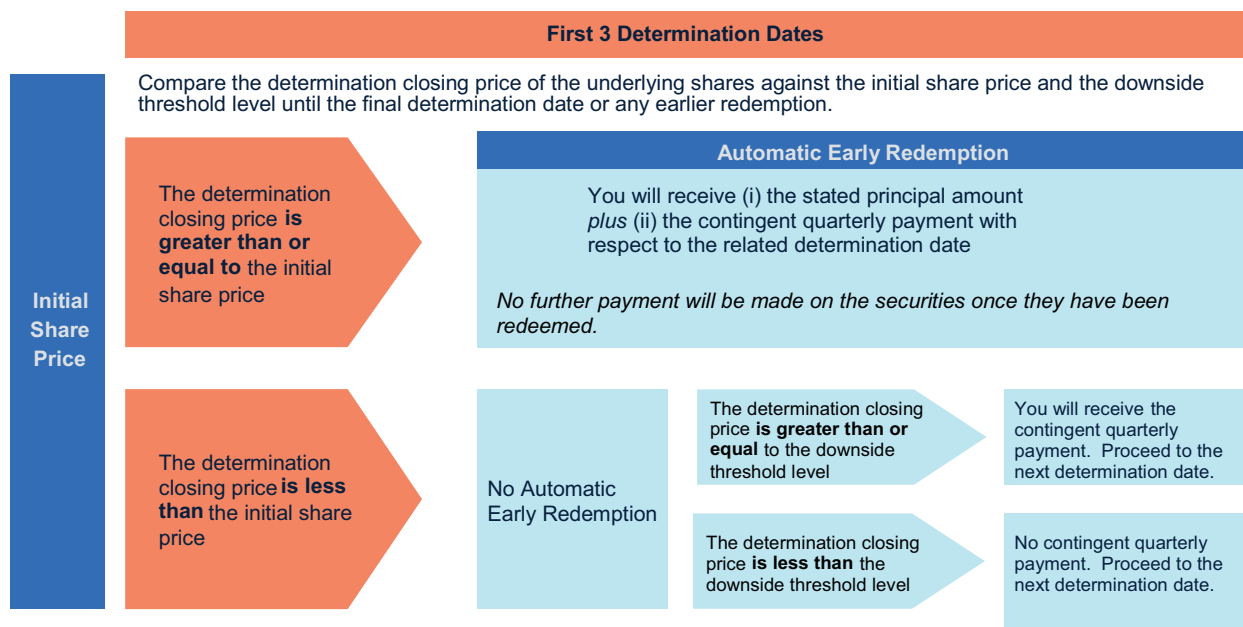 First 3 Determination Dates
Compare the determination closing price of the underlying shares against the initial share price and the downside
threshold level until the final determination date or any earlier redemption.
Initial
Share
Price
The determination
closing price is
greater than or
equal to the initial
share price
Automatic Early Redemption
You will receive (i) the stated principal amount
plus (ii) the contingent quarterly payment with
respect to the related determination date
No further payment will be made on the securities once they have been
redeemed.
The determination
closing price is less
than the initial share
price
No Automatic
Early Redemption
The determination closing
price is greater than or
equal to the downside
threshold level
You will receive the
contingent quarterly
payment. Proceed to the
next determination date.
The determination closing
price is less than the
downside threshold level
No contingent quarterly
payment. Proceed to the
next determination date.